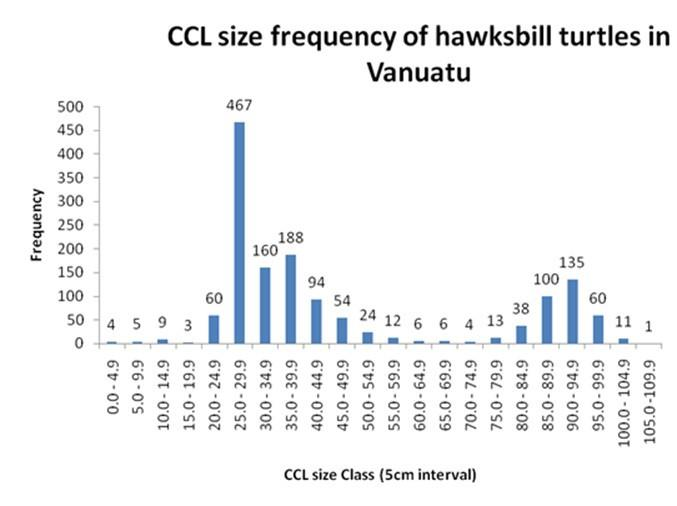 CCL size frequency of hawksbill turtles in
Vanuatu
Frequency
500
450
400
350
300
250
200
150
100
50
0
4
5
9
3
60
467
160
188
94
54
24
12
6
6
4
13
38
100
135
60
11
1
0.0 - 4.9
5.0 - 9.9
10.0 - 14.9
15.0 - 19.9
20.0 - 24.9
25.0 - 29.9
30.0 - 34.9
35.0 - 39.9
40.0 - 44.9
45.0 - 49.9
50.0 - 54.9
55.0 - 59.9
60.0 - 64.9
65.0 - 69.9
70.0 - 74.9
75.0 - 79.9
80.0 - 84.9
85.0 - 89.9
90.0 - 94.9
95.0 - 99.9
100.0 - 104.9
105.0 -109.9
CCL size Class (5cm interval)